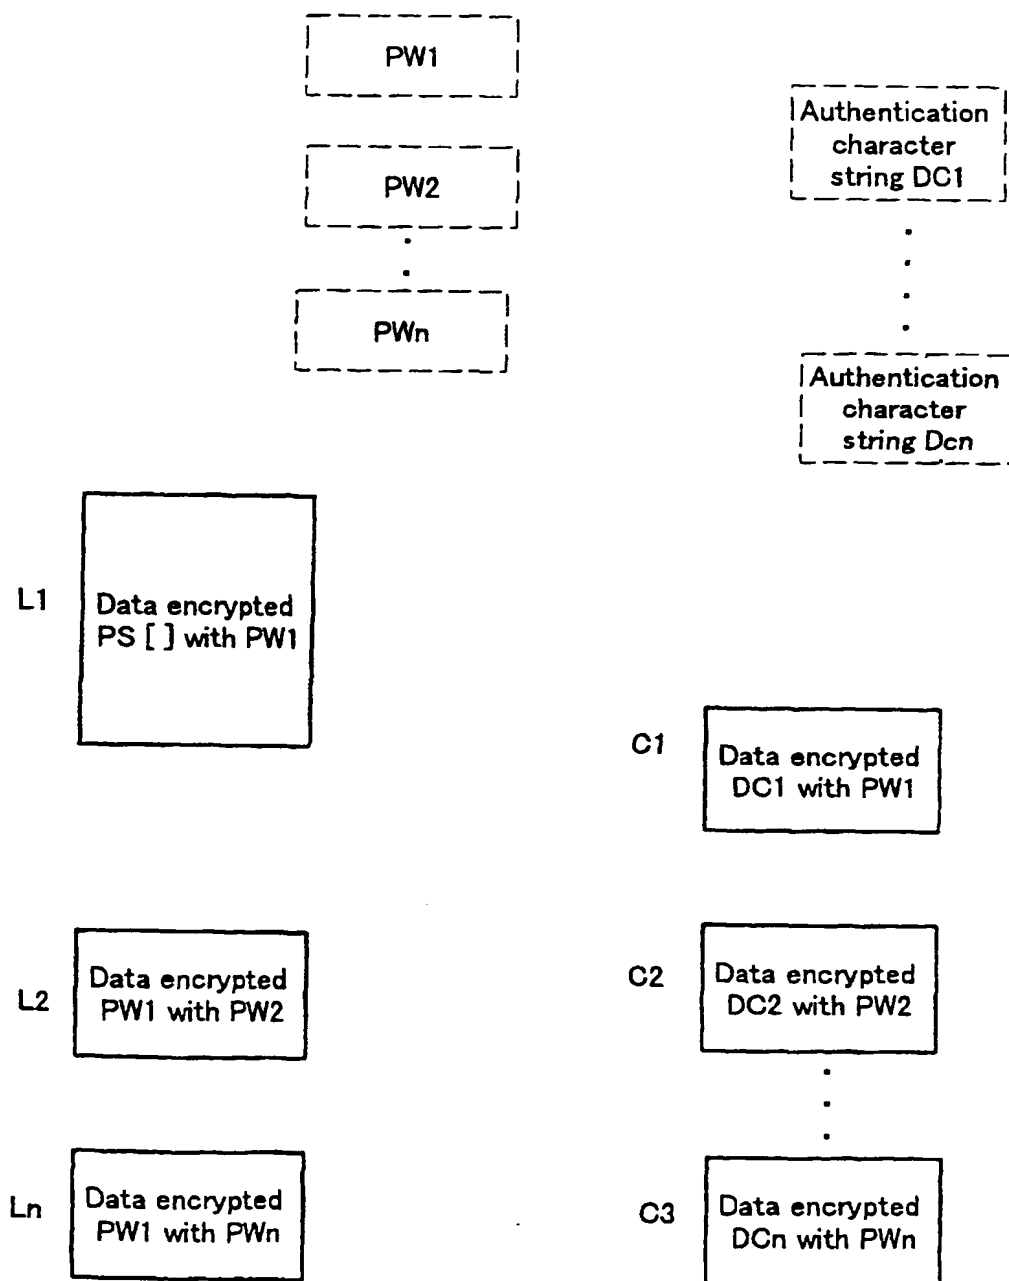 PW1
PW2
PWn
Authentication
character
string DC1
Authentication
character
string Dcn
L1
Data encrypted
PS [ ] with PW1
C1
Data encrypted
DC1 with PW1
L2
Data encrypted
PW1 with PW2
C2
Data encrypted
DC2 with PW2
Ln
Data encrypted
PW1 with PWn
C3
Data encrypted
DCn with PWn